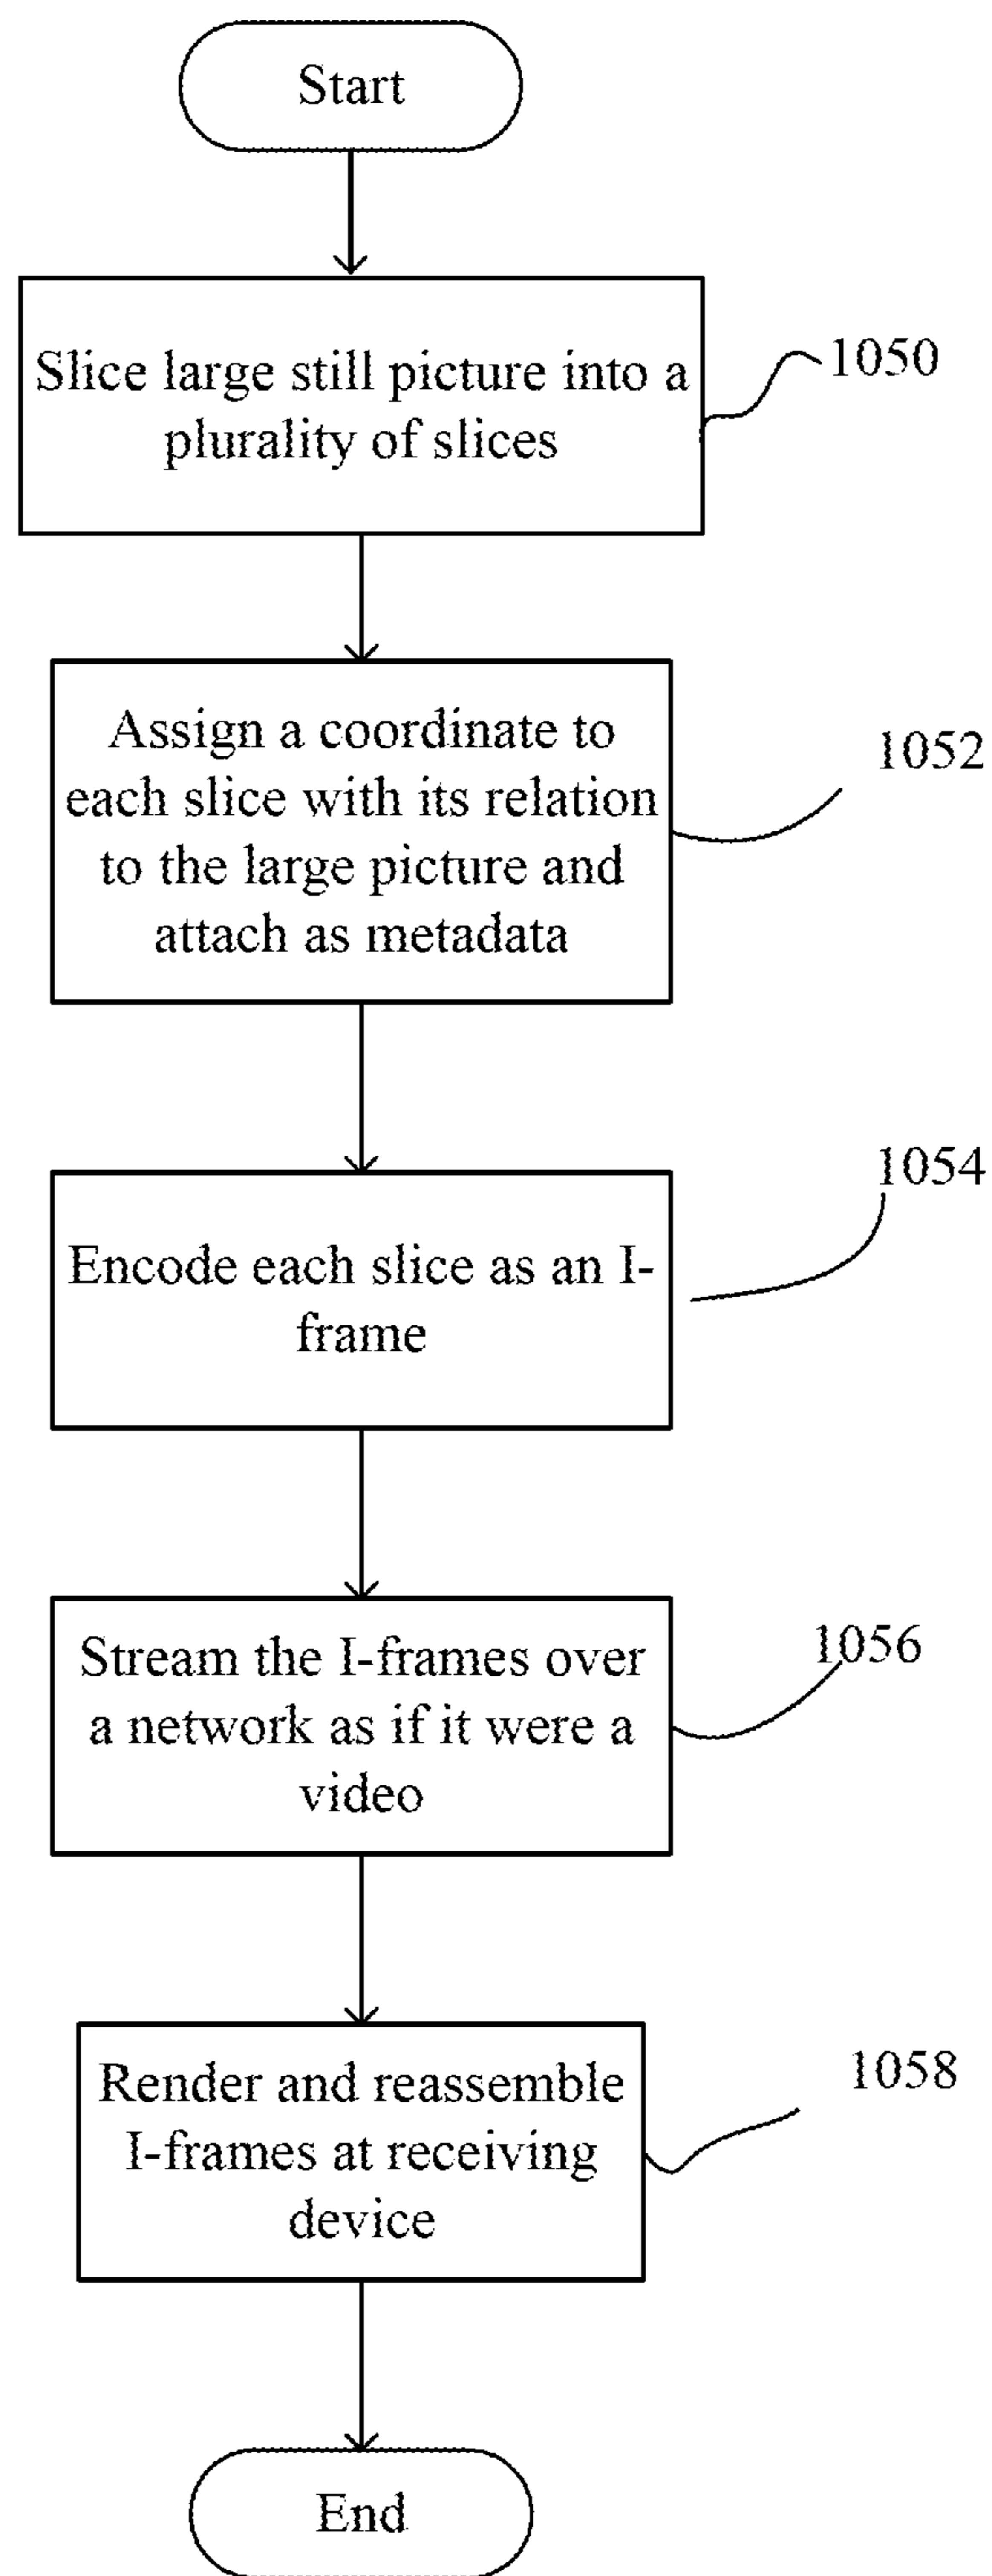 Start
Slice large still picture into a
plurality of slices
1050
Assign a coordinate to
each slice with its relation
to the large picture and
attach as metadata
1052
Encode each slice as an I-
frame
1054
Stream the I-frames over
a network as if it were a
video
1056
Render and reassemble
I-frames at receiving
device
1058
End